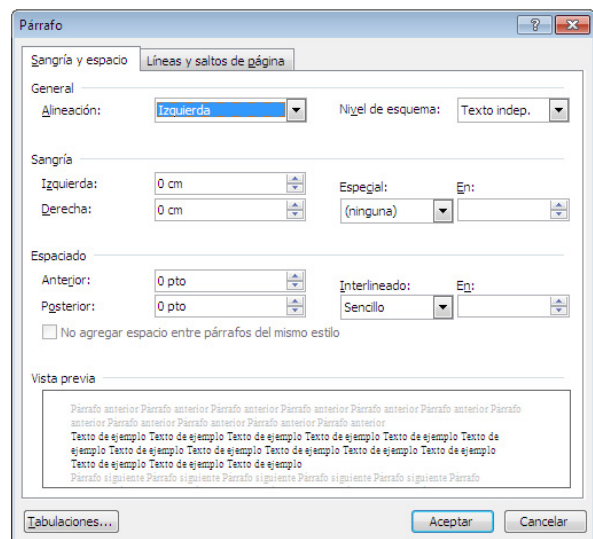 Párrafo
Sangría y espacio Líneas y saltos de página
General
Alineación: Izquierda Nivel de esquema: Texto indep.
Sangría
Izquierda: 0 cm Especial: En:
Derecha: 0 cm (ninguna)
Espaciado
Anterior: 0 pto Interlineado: En:
Posterior: 0 pto Sencillo
No agregar espacio entre párrafos del mismo estilo
Vista previa
Párrafo anterior Párrafo anterior Párrafo anterior Párrafo anterior Párrafo anterior Párrafo anterior Párrafo
anterior Párrafo anterior Párrafo anterior Párrafo anterior Párrafo anterior
Texto de ejemplo Texto de ejemplo Texto de ejemplo Texto de ejemplo Texto de ejemplo Texto de
ejemplo Texto de ejemplo Texto de ejemplo Texto de ejemplo Texto de ejemplo Texto de ejemplo
Texto de ejemplo Texto de ejemplo Texto de ejemplo
Párrafo siguiente Párrafo siguiente Párrafo siguiente Párrafo siguiente Párrafo siguiente Párrafo
Tabulaciones... Aceptar Cancelar